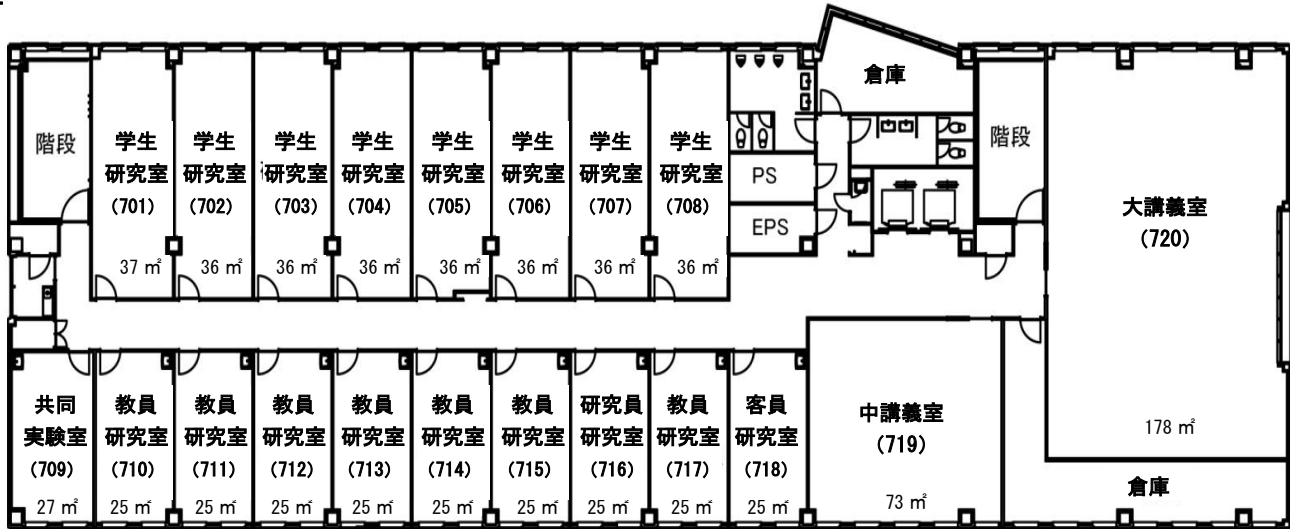 倉庫
階段
学生
研究室
(701)
37 ㎡
学生
研究室
(702)
36 ㎡
学生
研究室
(703)
36 ㎡
学生
研究室
(704)
36 ㎡
学生
研究室
(705)
36 ㎡
学生
研究室
(706)
36 ㎡
学生
研究室
(707)
36 ㎡
学生
研究室
(708)
36 ㎡
PS
EPS
階段
大講義室
(720)
178 ㎡
共同
実験室
(709)
27 ㎡
教員
研究室
(710)
25 ㎡
教員
研究室
(711)
25 ㎡
教員
研究室
(712)
25 ㎡
教員
研究室
(713)
25 ㎡
教員
研究室
(714)
25 ㎡
教員
研究室
(715)
25 ㎡
研究員
研究室
(716)
25 ㎡
教員
研究室
(717)
25 ㎡
客員
研究室
(718)
25 ㎡
中講義室
(719)
73 ㎡
倉庫